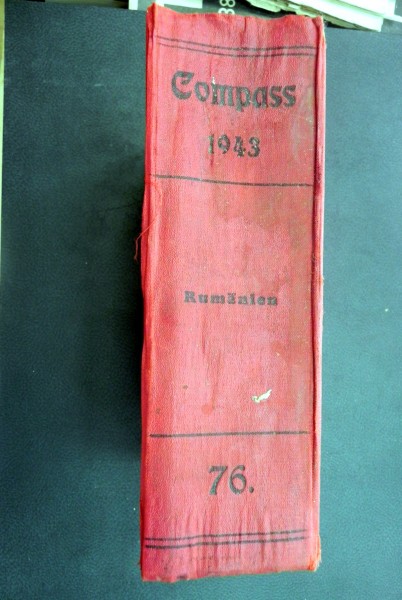 Compass
1943
Rumänien
76.